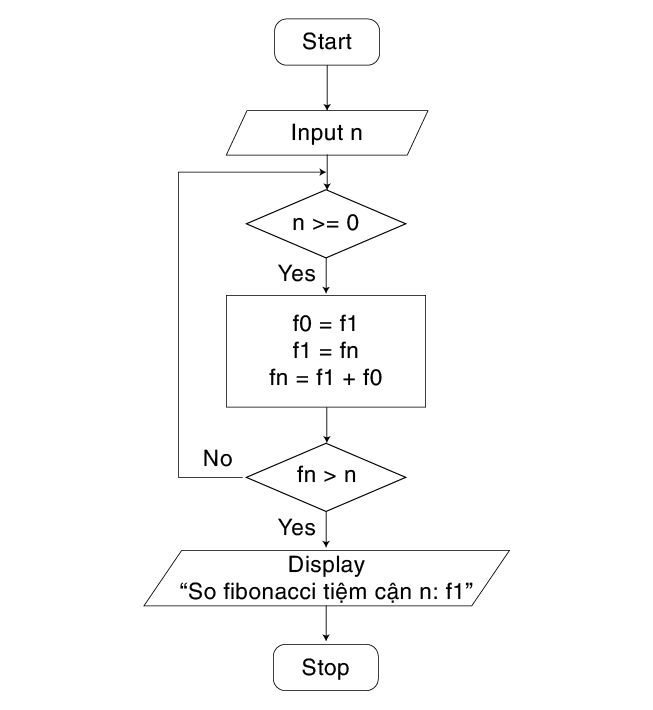 Start
Input n
n >= 0
Yes
f0 = f1
f1 = fn
fn = f1 + f0
No
fn > n
Yes
Display
“So fibonacci tiệm cận n: f1”
Stop